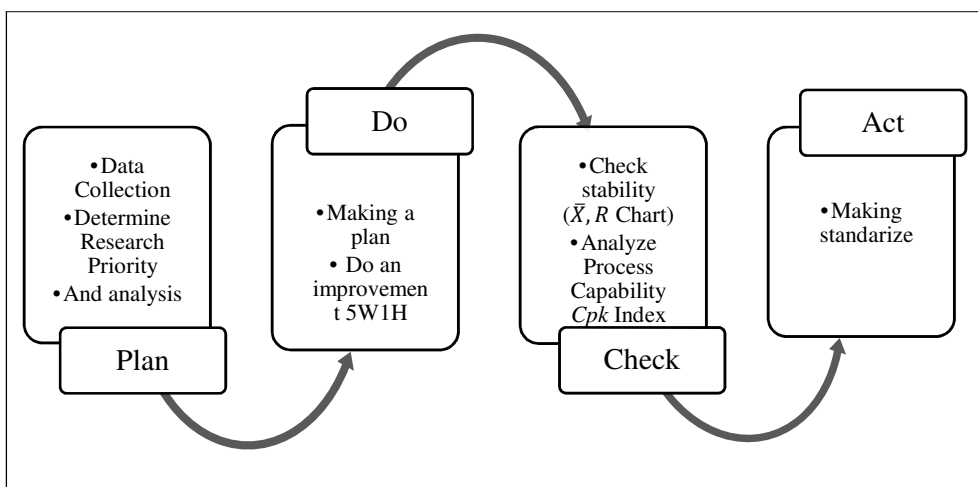 •Data
Collection
•Determine
Research
Priority
•And analysis
Plan
Do
•Making a
plan
• Do an
improvemen
t 5W1H
•Check
stability
(X̄, R Chart)
•Analyze
Process
Capability
Cpk Index
Check
Act
•Making
standarize